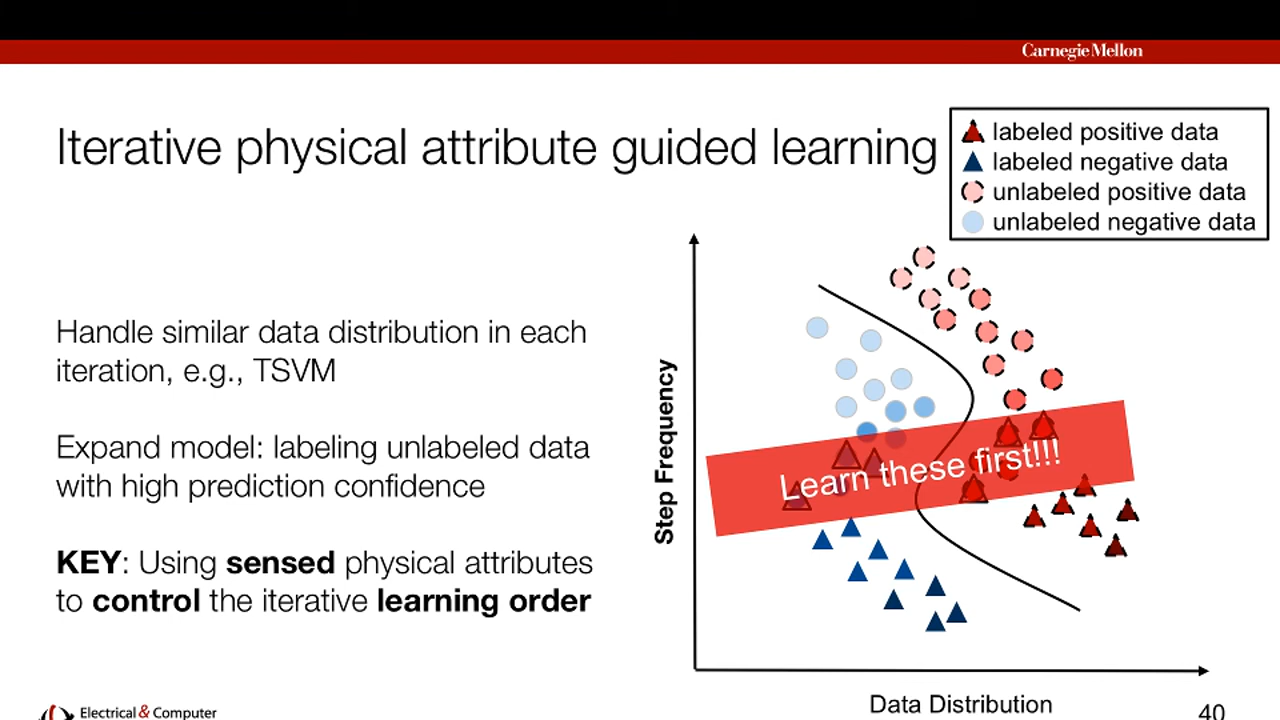 Carnegie Mellon
Iterative physical attribute guided learning
labeled positive data
labeled negative data
unlabeled positive data
unlabeled negative data
Handle similar data distribution in each
iteration, e.g., TSVM
Expand model: labeling unlabeled data
with high prediction confidence
KEY: Using sensed physical attributes
to control the iterative learning order
Step Frequency
Learn these first!!!
Data Distribution
Electrical & Computer
40